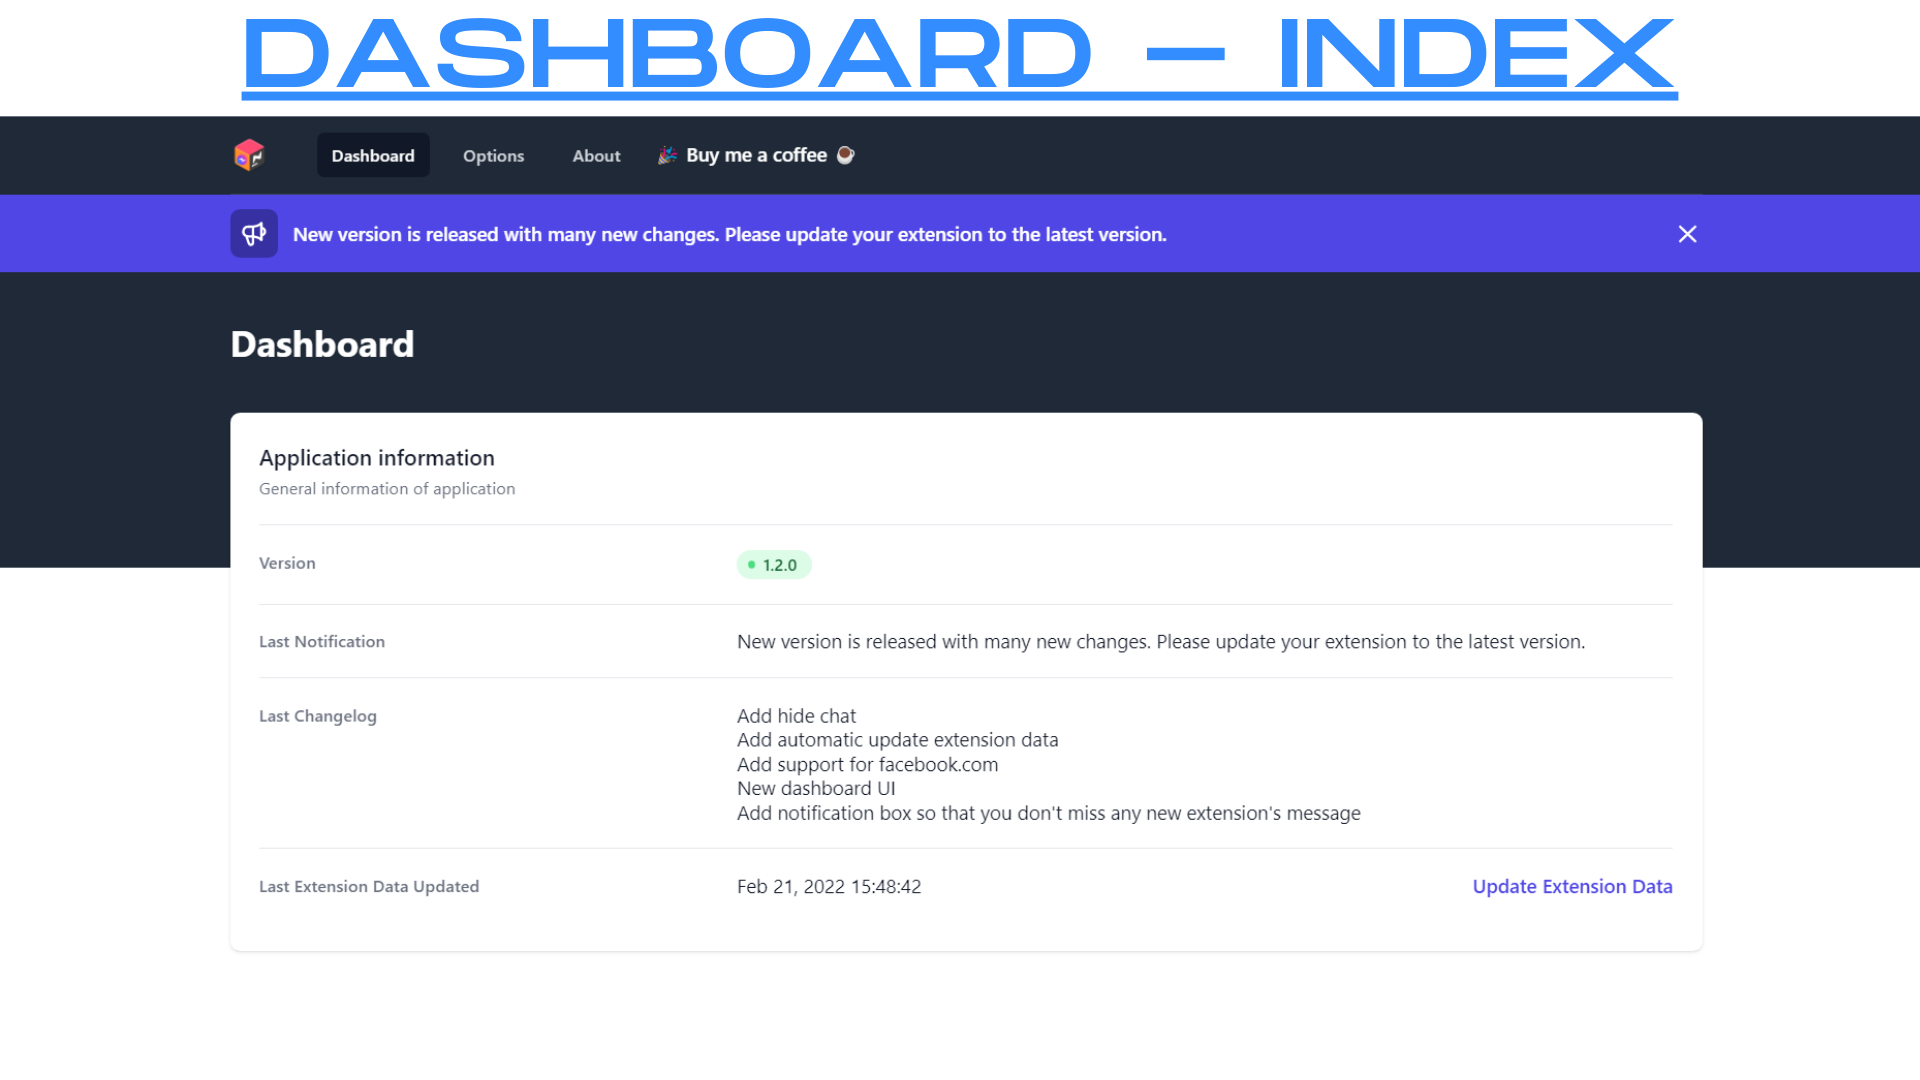 DASHBOARD – INDEX
Dashboard Options About 🎉 Buy me a coffee ☕
New version is released with many new changes. Please update your extension to the latest version.
Dashboard
Application information
General information of application
Version 1.2.0
Last Notification New version is released with many new changes. Please update your extension to the latest version.
Last Changelog Add hide chat
Add automatic update extension data
Add support for facebook.com
New dashboard UI
Add notification box so that you don't miss any new extension's message
Last Extension Data Updated Feb 21, 2022 15:48:42 Update Extension Data